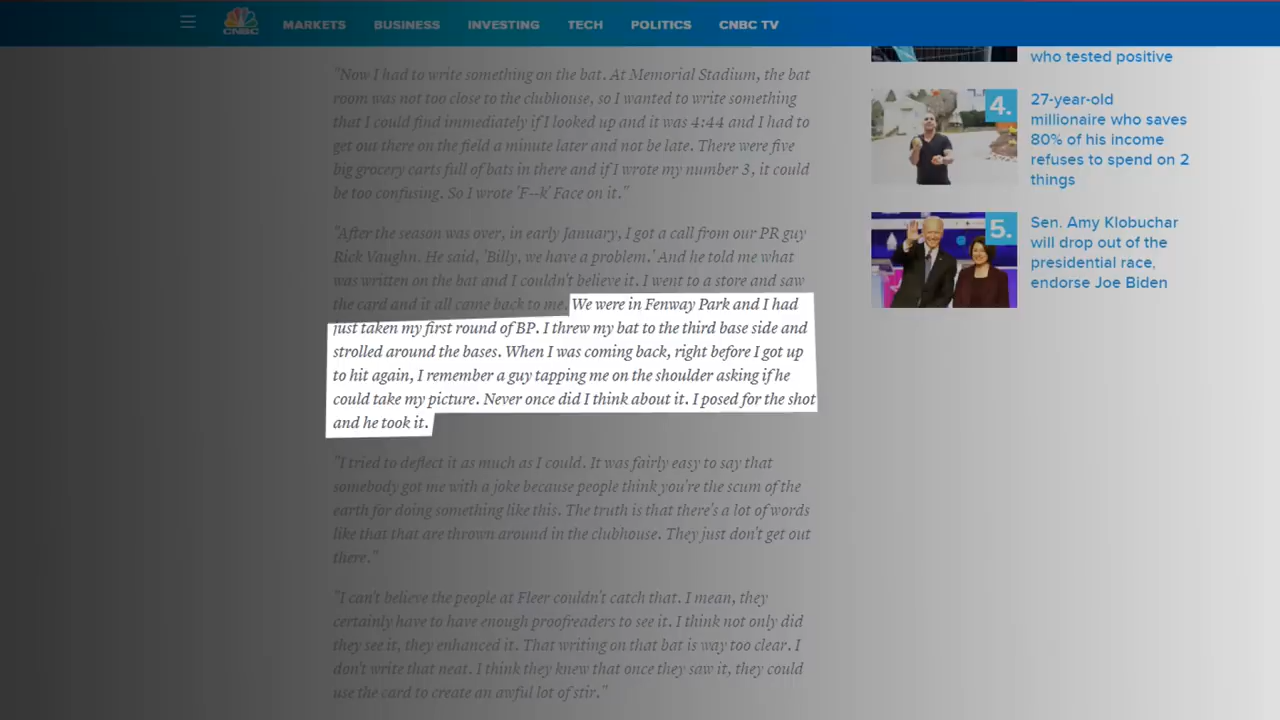 CNBC
MARKETS
BUSINESS
INVESTING
TECH
POLITICS
CNBC TV
"Now I had to write something on the bat. At Memorial Stadium, the bat
room was not too close to the clubhouse, so I wanted to write something
that I could find immediately if I looked up and it was 4:44 and I had to
get out there on the field a minute later and not be late. There were five
big grocery carts full of bats in there and if I wrote my number 3, it could
be too confusing. So I wrote 'F--k' Face on it."
"After the season was over, in early January, I got a call from our PR guy
Rick Vaughn. He said, 'Billy, we have a problem.' And he told me what
was written on the bat and I couldn't believe it. I went to a store and saw
the card and it all came back to me. We were in Fenway Park and I had
just taken my first round of BP. I threw my bat to the third base side and
strolled around the bases. When I was coming back, right before I got up
to hit again, I remember a guy tapping me on the shoulder asking if he
could take my picture. Never once did I think about it. I posed for the shot
and he took it.
"I tried to deflect it as much as I could. It was fairly easy to say that
somebody got me with a joke because people think you're the scum of the
earth for doing something like this. The truth is that there's a lot of words
like that that are thrown around in the clubhouse. They just don't get out
there."
"I can't believe the people at Fleer couldn't catch that. I mean, they
certainly have to have enough proofreaders to see it. I think not only did
they see it, they enhanced it. That writing on that bat is way too clear. I
don't write that neat. I think they knew that once they saw it, they could
use the card to create an awful lot of stir."
who tested positive
4.
27-year-old
millionaire who saves
80% of his income
refuses to spend on 2
things
5.
Sen. Amy Klobuchar
will drop out of the
presidential race,
endorse Joe Biden